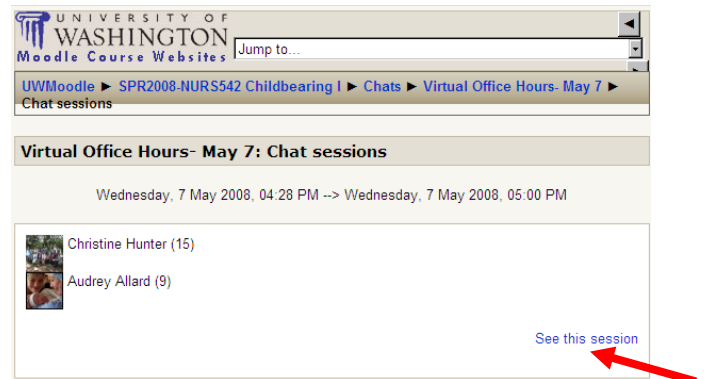 UNIVERSITY OF
WASHINGTON
Moodle Course Websites
Jump to...
UWMoodle ► SPR2008-NURS542 Childbearing I ► Chats ► Virtual Office Hours- May 7 ►
Chat sessions
Virtual Office Hours- May 7: Chat sessions
Wednesday, 7 May 2008, 04:28 PM --> Wednesday, 7 May 2008, 05:00 PM
Christine Hunter (15)
Audrey Allard (9)
See this session